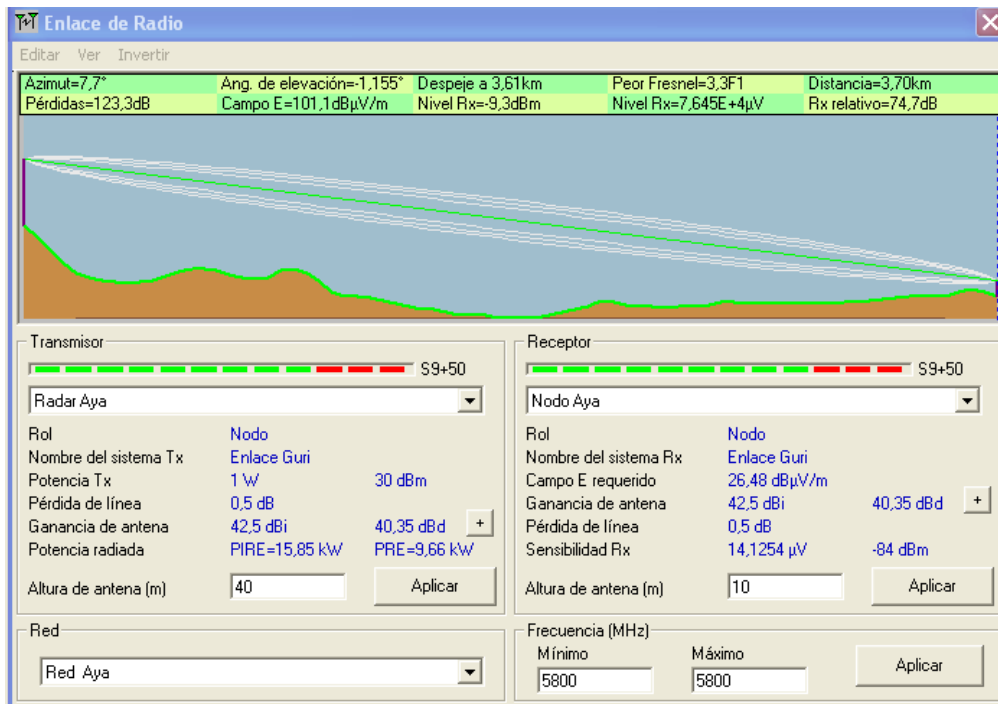 Enlace de Radio
Editar Ver Invertir
Azimut=7,7° Ang. de elevación=-1,155° Despeje a 3,61km Peor Fresnel=3,3F1 Distancia=3,70km
Pérdidas=123,3dB Campo E=101,1dBµV/m Nivel Rx=-9,3dBm Nivel Rx=7,645E+4µV Rx relativo=74,7dB
Transmisor
S9+50
Radar Aya
Rol Nodo
Nombre del sistema Tx Enlace Guri
Potencia Tx 1 W 30 dBm
Pérdida de línea 0,5 dB
Ganancia de antena 42,5 dBi 40,35 dBd +
Potencia radiada PIRE=15,85 kW PRE=9,66 kW
Altura de antena (m) 40 Aplicar
Receptor
S9+50
Nodo Aya
Rol Nodo
Nombre del sistema Rx Enlace Guri
Campo E requerido 26,48 dBµV/m
Ganancia de antena 42,5 dBi 40,35 dBd +
Pérdida de línea 0,5 dB
Sensibilidad Rx 14,1254 µV -84 dBm
Altura de antena (m) 10 Aplicar
Red
Red Aya
Frecuencia (MHz)
Mínimo Máximo
5800 5800 Aplicar